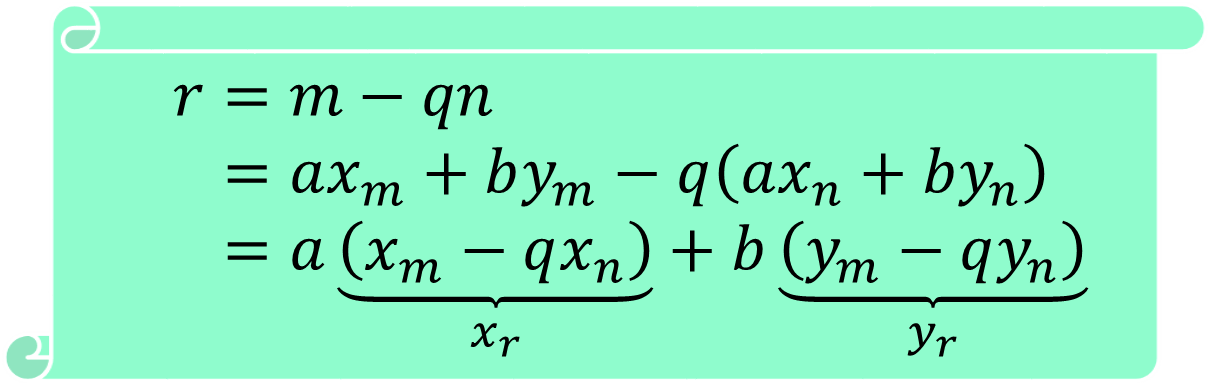 r = m − qn
= ax_m + by_m − q(ax_n + by_n)
= a(x_m − qx_n) + b(y_m − qy_n)
x_r y_r